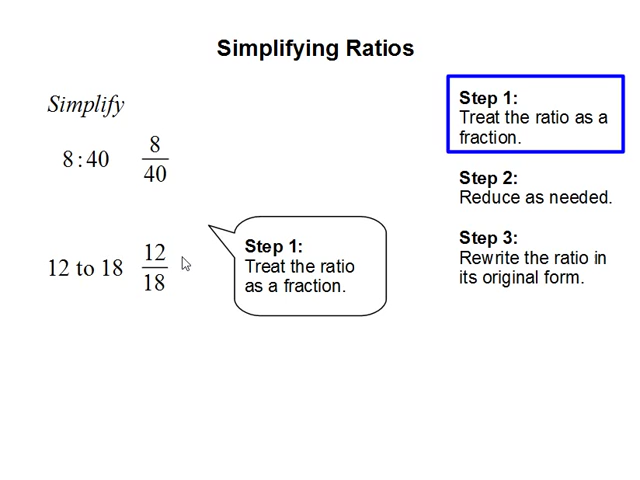 Simplifying Ratios
Simplify
8:40 8/40
12 to 18 12/18
Step 1:
Treat the ratio
as a fraction.
Step 1:
Treat the ratio as a
fraction.
Step 2:
Reduce as needed.
Step 3:
Rewrite the ratio in
its original form.